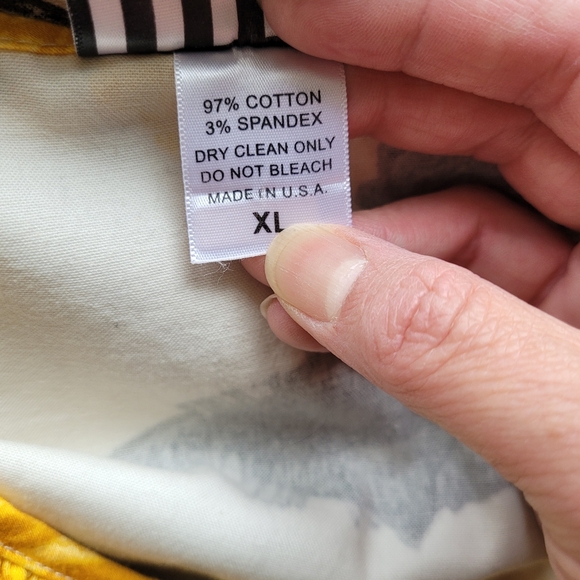 97% COTTON
3% SPANDEX
DRY CLEAN ONLY
DO NOT BLEACH
MADE IN U.S.A.
XL